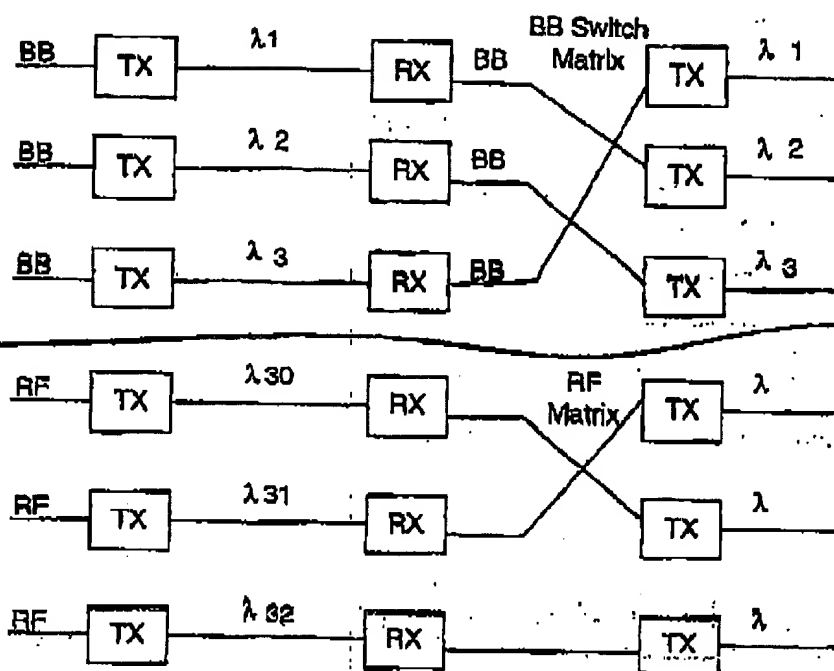 BB TX λ1 RX BB BB Switch Matrix TX λ 1
BB TX λ 2 RX BB TX λ 2
BB TX λ 3 RX BB TX λ 3
RF TX λ30 RX RF Matrix TX λ
RF TX λ31 RX TX λ
RF TX λ 32 RX TX λ